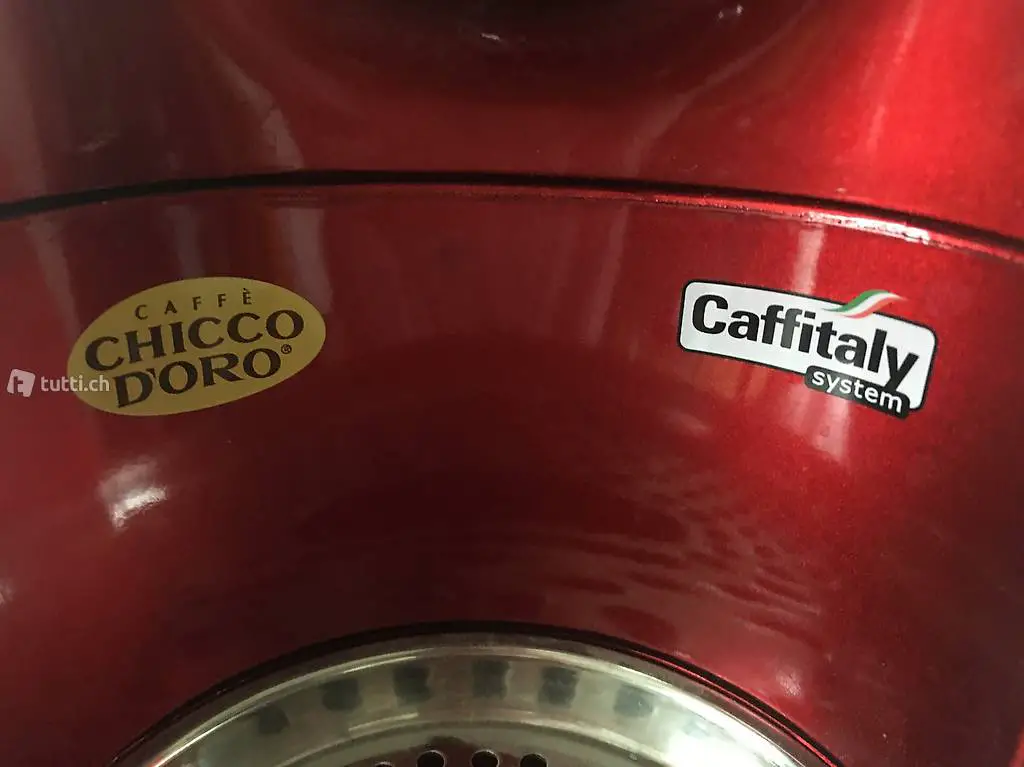 CAFFÈ
CHICCO
D'ORO®
tutti.ch
Caffitaly
system